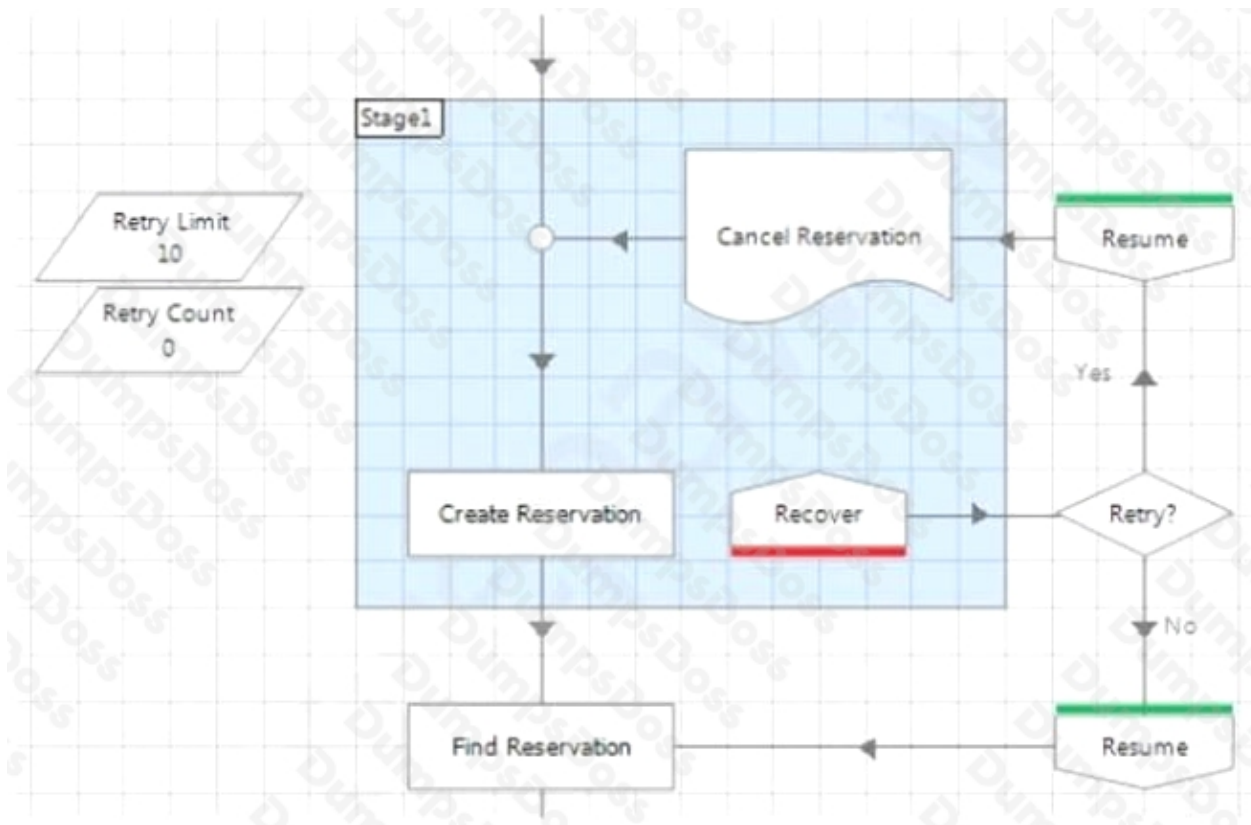 Stage1
Retry Limit
10
Cancel Reservation
Resume
Retry Count
0
Yes
Create Reservation
Recover
Retry?
No
Find Reservation
Resume
DumpsDoss